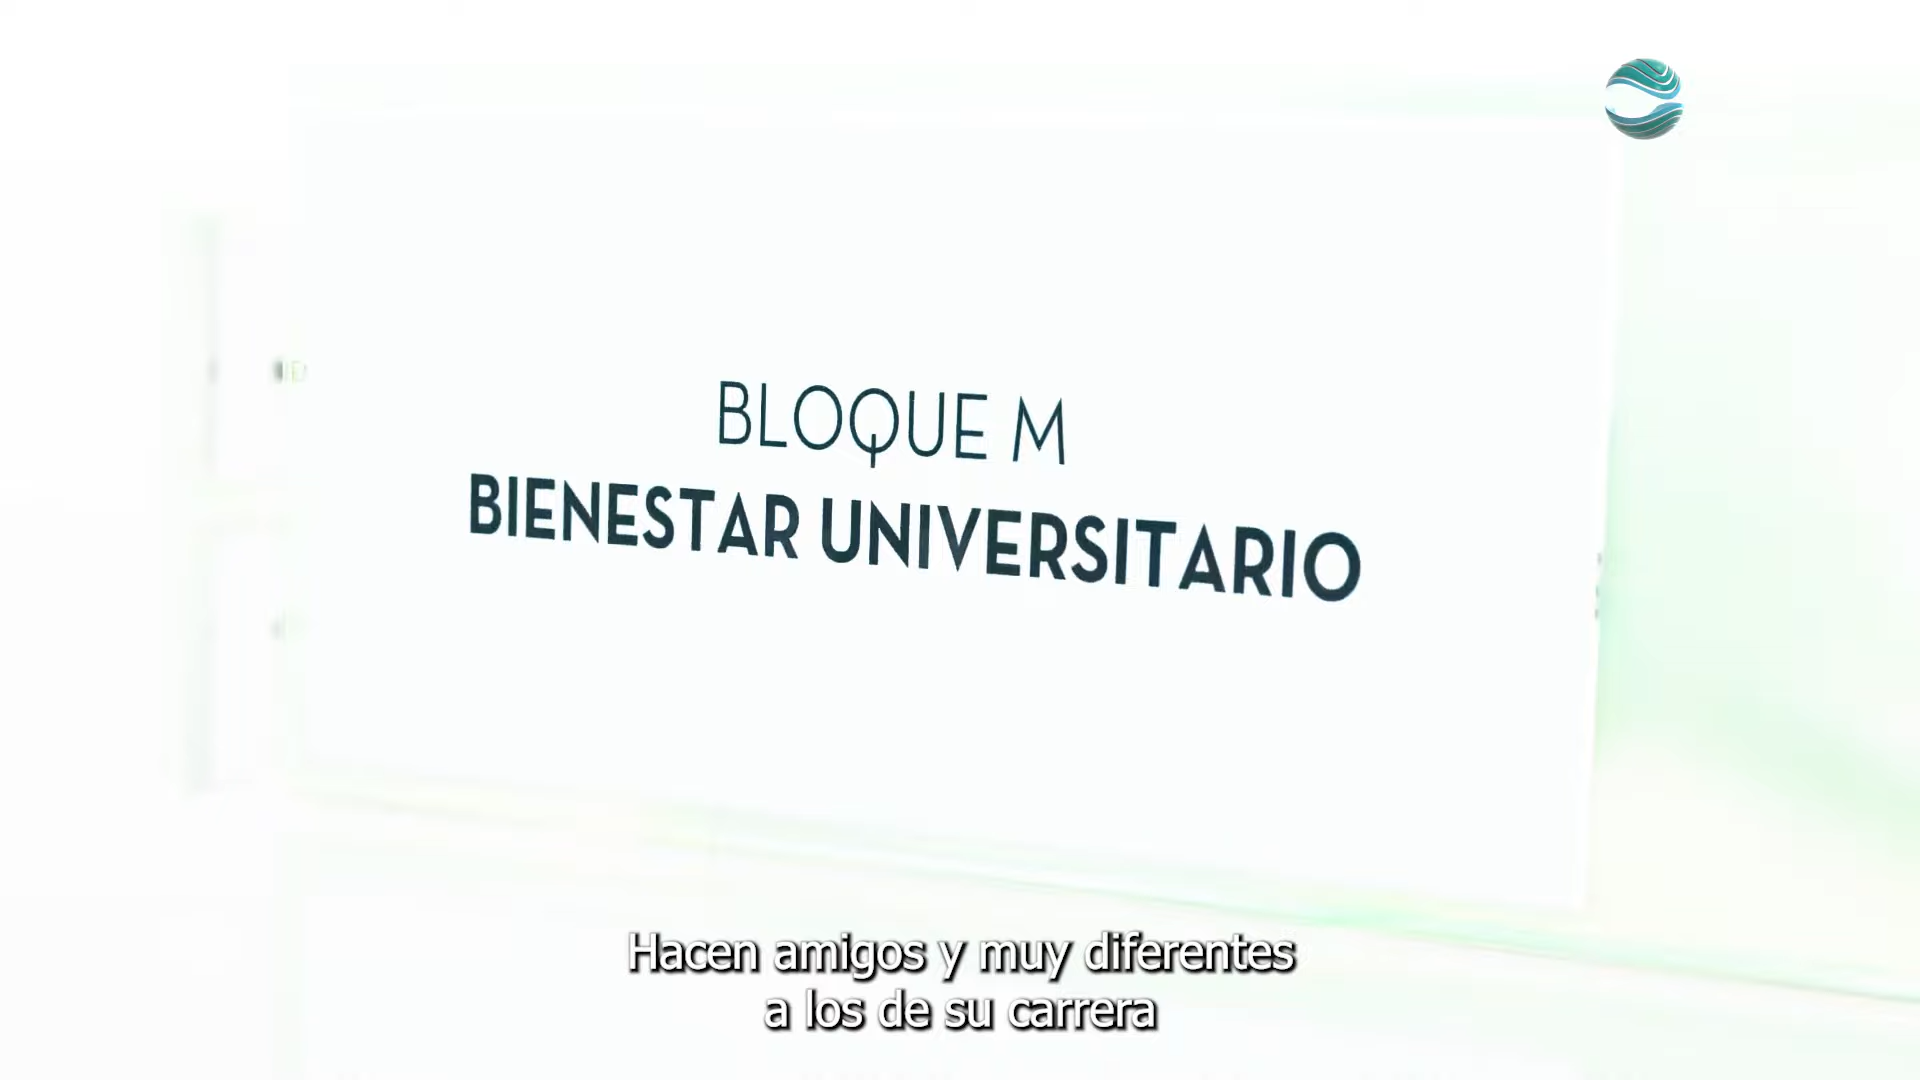 BLOQUE M
BIENESTAR UNIVERSITARIO
Hacen amigos y muy diferentes
a los de su carrera